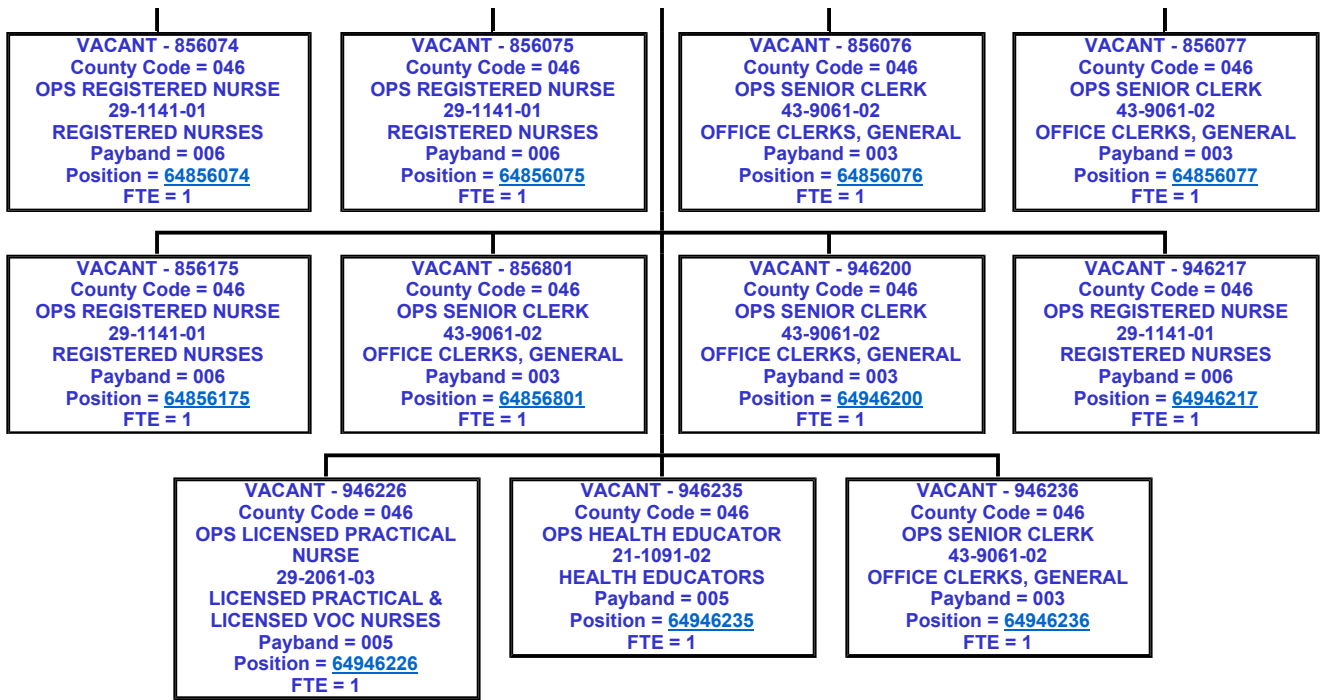 VACANT - 856074
County Code = 046
OPS REGISTERED NURSE
29-1141-01
REGISTERED NURSES
Payband = 006
Position = 64856074
FTE = 1
VACANT - 856075
County Code = 046
OPS REGISTERED NURSE
29-1141-01
REGISTERED NURSES
Payband = 006
Position = 64856075
FTE = 1
VACANT - 856076
County Code = 046
OPS SENIOR CLERK
43-9061-02
OFFICE CLERKS, GENERAL
Payband = 003
Position = 64856076
FTE = 1
VACANT - 856077
County Code = 046
OPS SENIOR CLERK
43-9061-02
OFFICE CLERKS, GENERAL
Payband = 003
Position = 64856077
FTE = 1
VACANT - 856175
County Code = 046
OPS REGISTERED NURSE
29-1141-01
REGISTERED NURSES
Payband = 006
Position = 64856175
FTE = 1
VACANT - 856801
County Code = 046
OPS SENIOR CLERK
43-9061-02
OFFICE CLERKS, GENERAL
Payband = 003
Position = 64856801
FTE = 1
VACANT - 946200
County Code = 046
OPS SENIOR CLERK
43-9061-02
OFFICE CLERKS, GENERAL
Payband = 003
Position = 64946200
FTE = 1
VACANT - 946217
County Code = 046
OPS REGISTERED NURSE
29-1141-01
REGISTERED NURSES
Payband = 006
Position = 64946217
FTE = 1
VACANT - 946226
County Code = 046
OPS LICENSED PRACTICAL
NURSE
29-2061-03
LICENSED PRACTICAL &
LICENSED VOC NURSES
Payband = 005
Position = 64946226
FTE = 1
VACANT - 946235
County Code = 046
OPS HEALTH EDUCATOR
21-1091-02
HEALTH EDUCATORS
Payband = 005
Position = 64946235
FTE = 1
VACANT - 946236
County Code = 046
OPS SENIOR CLERK
43-9061-02
OFFICE CLERKS, GENERAL
Payband = 003
Position = 64946236
FTE = 1